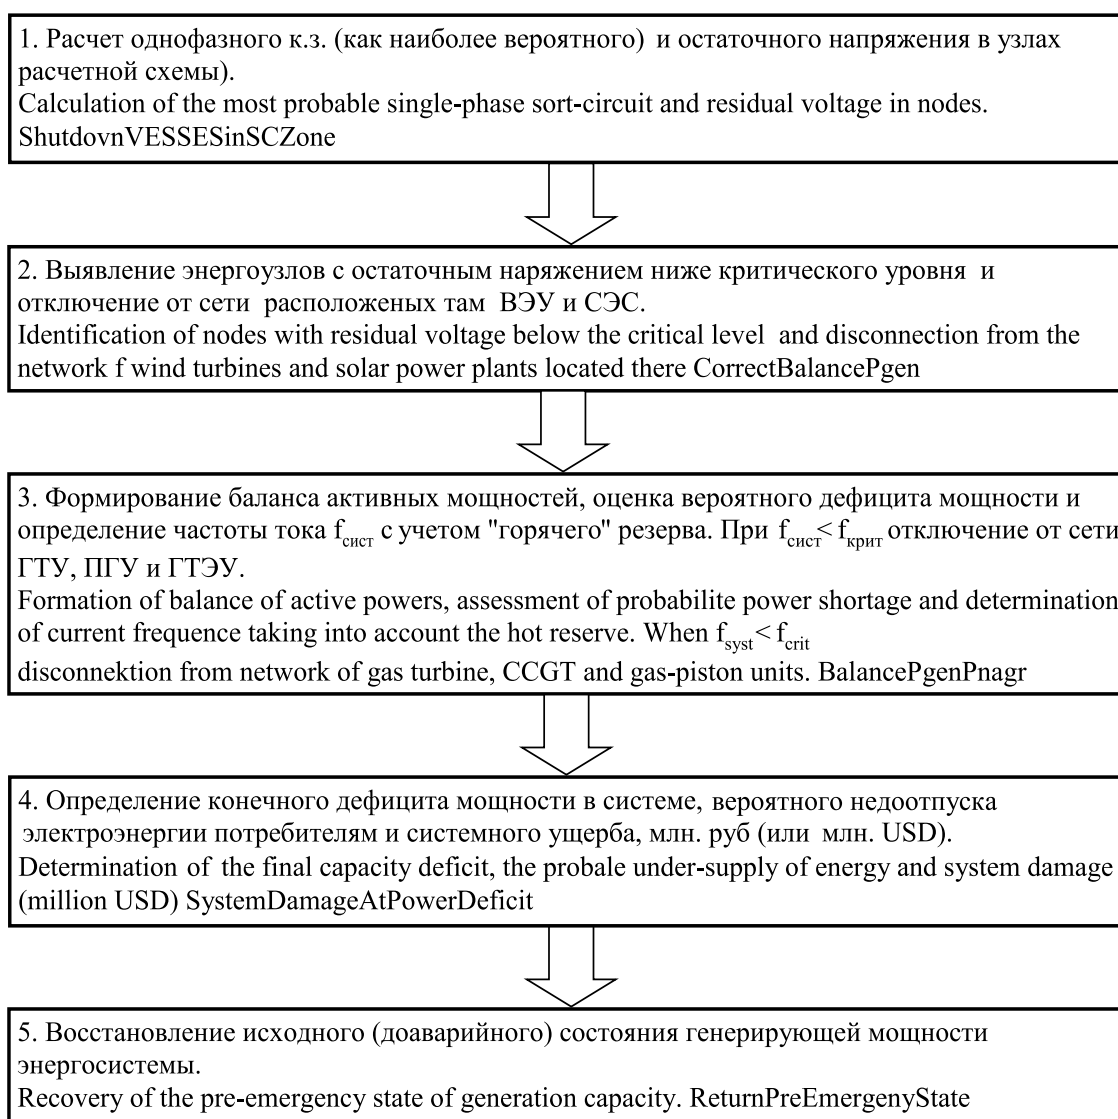 1. Расчет однофазного к.з. (как наиболее вероятного) и остаточного напряжения в узлах
расчетной схемы).
Calculation of the most probable single-phase sort-circuit and residual voltage in nodes.
ShutdovnVESSESinSCZone
2. Выявление энергоузлов с остаточным наряжением ниже критического уровня и
отключение от сети расположеных там ВЭУ и СЭС.
Identification of nodes with residual voltage below the critical level and disconnection from the
network f wind turbines and solar power plants located there CorrectBalancePgen
3. Формирование баланса активных мощностей, оценка вероятного дефицита мощности и
определение частоты тока fсист с учетом "горячего" резерва. При fсист< fкрит отключение от сети
ГТУ, ПГУ и ГТЭУ.
Formation of balance of active powers, assessment of probabilite power shortage and determination
of current frequence taking into account the hot reserve. When fsyst< fcrit
disconnektion from network of gas turbine, CCGT and gas-piston units. BalancePgenPnagr
4. Определение конечного дефицита мощности в системе, вероятного недоотпуска
электроэнергии потребителям и системного ущерба, млн. руб (или млн. USD).
Determination of the final capacity deficit, the probale under-supply of energy and system damage
(million USD) SystemDamageAtPowerDeficit
5. Восстановление исходного (доаварийного) состояния генерирующей мощности
энергосистемы.
Recovery of the pre-emergency state of generation capacity. ReturnPreEmergenyState